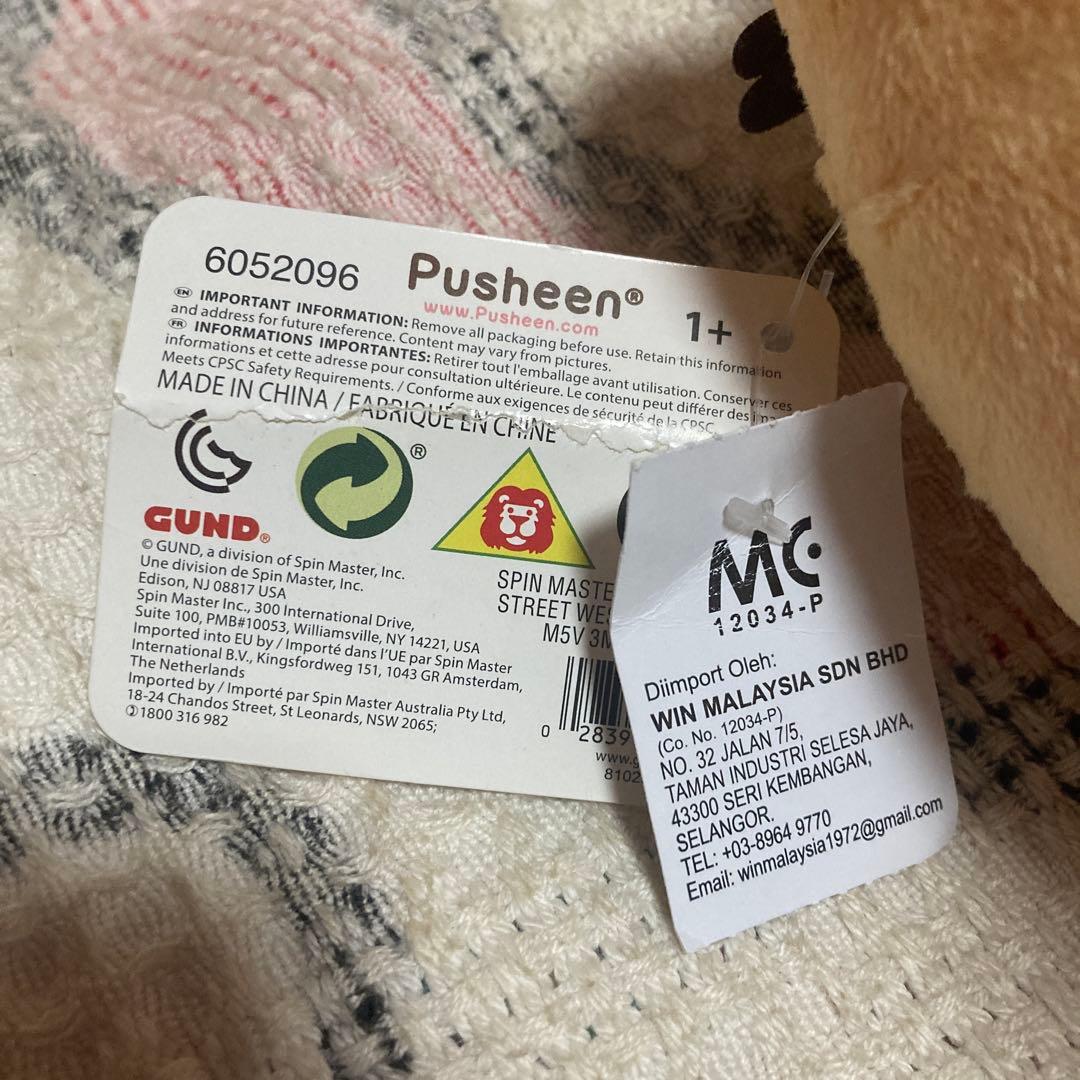 6052096
Pusheen®
www.Pusheen.com
1+
EN IMPORTANT INFORMATION: Remove all packaging before use. Retain this information
and address for future reference. Content may vary from pictures.
FR INFORMATIONS IMPORTANTES: Retirer tout l'emballage avant utilisation. Conserver ces
informations et cette adresse pour consultation ultérieure. Le contenu peut différer des
Meets CPSC Safety Requirements. / Conforme aux exigences de sécurité de la CPSC.
MADE IN CHINA / FABRIQUÉ EN CHINE
®
GUND®
© GUND, a division of Spin Master, Inc.
Une division de Spin Master, Inc.
Edison, NJ 08817 USA
Spin Master Inc., 300 International Drive,
Suite 100, PMB#10053, Williamsville, NY 14221, USA
Imported into EU by / Importé dans l'UE par Spin Master
International B.V., Kingsfordweg 151, 1043 GR Amsterdam,
The Netherlands
Imported by / Importé par Spin Master Australia Pty Ltd,
18-24 Chandos Street, St Leonards, NSW 2065;
1800 316 982
SPIN MASTE
STREET WES
M5V 3M
0 2839
www.g
8102
MC
12034-P
Diimport Oleh:
WIN MALAYSIA SDN BHD
(Co. No. 12034-P)
NO. 32 JALAN 7/5,
TAMAN INDUSTRI SELESA JAYA,
43300 SERI KEMBANGAN,
SELANGOR.
TEL: +03-8964 9770
Email: winmalaysia1972@gmail.com